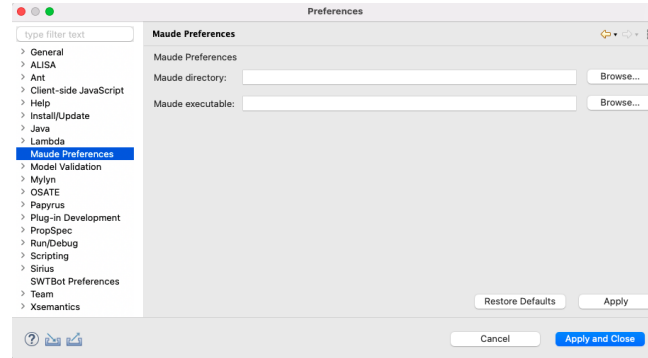 Preferences
type filter text
Maude Preferences
General
ALISA
Ant
Client-side JavaScript
Help
Install/Update
Java
Lambda
Maude Preferences
Model Validation
Mylyn
OSATE
Papyrus
Plug-in Development
PropSpec
Run/Debug
Scripting
Sirius
SWTBot Preferences
Team
Xsemantics
Maude Preferences
Maude directory:
Browse...
Maude executable:
Browse...
Restore Defaults
Apply
?
Cancel
Apply and Close